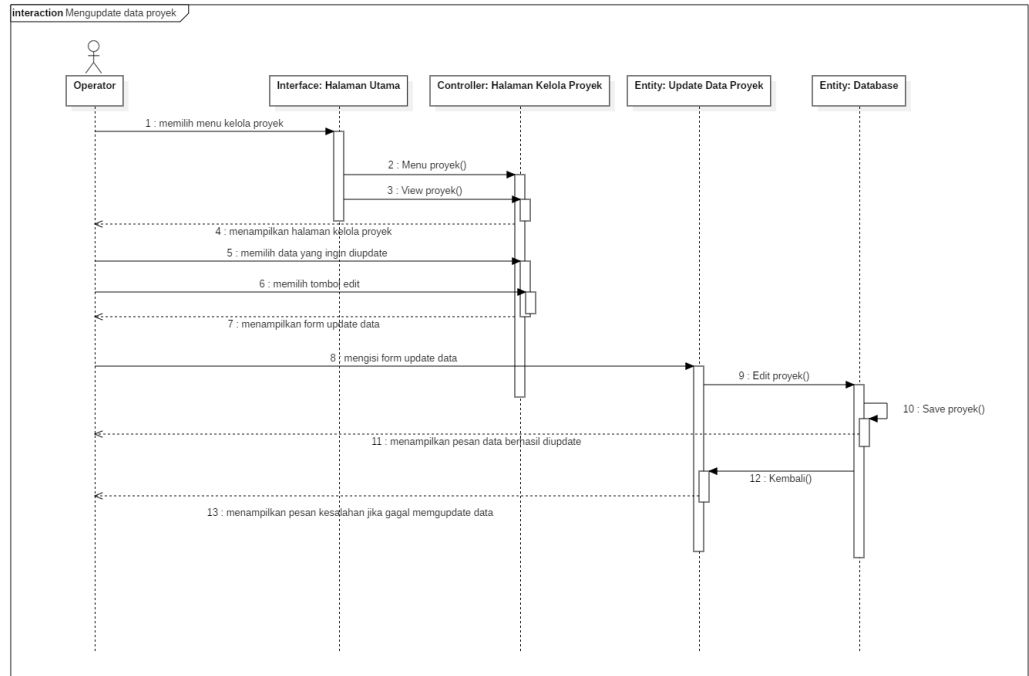 interaction Mengupdate data proyek
Operator
Interface: Halaman Utama
Controller: Halaman Kelola Proyek
Entity: Update Data Proyek
Entity: Database
1 : memilih menu kelola proyek
2 : Menu proyek()
3 : View proyek()
4 : menampilkan halaman kelola proyek
5 : memilih data yang ingin diupdate
6 : memilih tombol edit
7 : menampilkan form update data
8 : mengisi form update data
9 : Edit proyek()
10 : Save proyek()
11 : menampilkan pesan data berhasil diupdate
12 : Kembali()
13 : menampilkan pesan kesalahan jika gagal memgupdate data